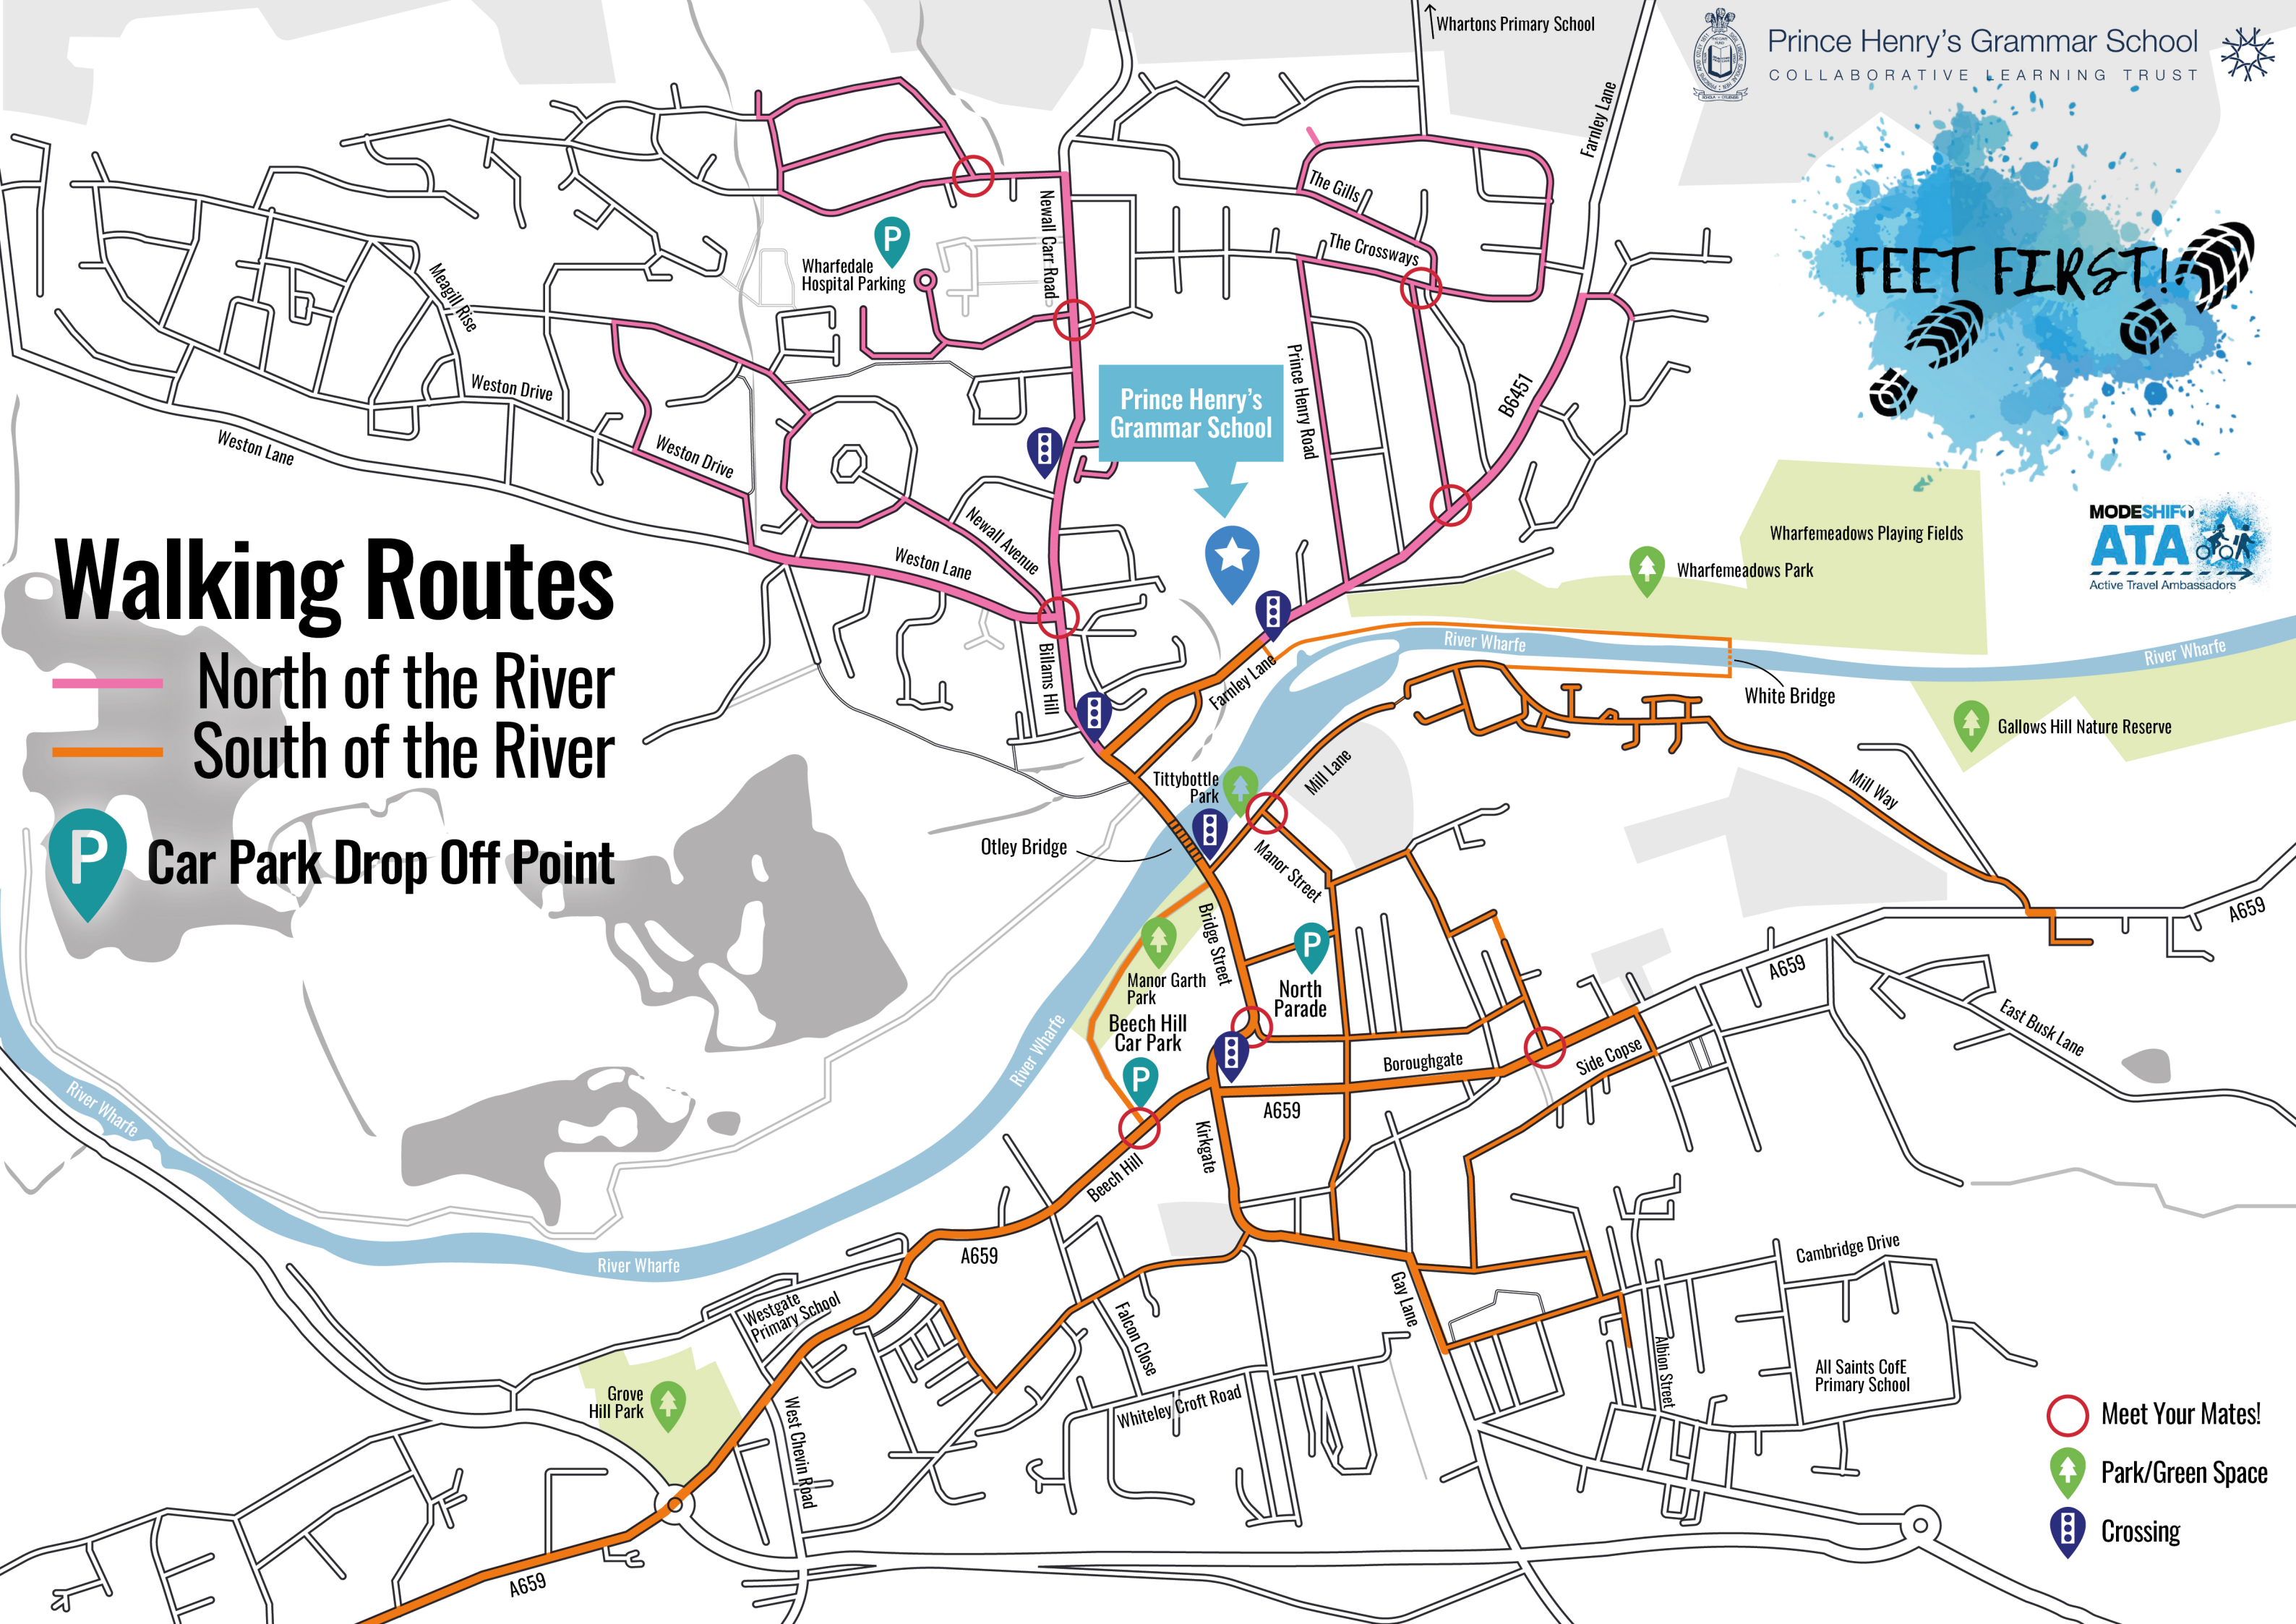 Whartons Primary School
Prince Henry's Grammar School
COLLABORATIVE LEARNING TRUST
Farnley Lane
FEET FIRST!
The Gills
The Crossways
Newall Carr Road
Wharfedale
Hospital Parking
P
Meagill Rise
Prince Henry Road
B6451
Prince Henry's
Grammar School
Weston Drive
Weston Lane
Weston Drive
Newall Avenue
Weston Lane
Wharfemeadows Playing Fields
Wharfemeadows Park
MODESHIFT
ATA
Active Travel Ambassadors
Walking Routes
North of the River
South of the River
P
Car Park Drop Off Point
Billams Hill
Farnley Lane
River Wharfe
River Wharfe
White Bridge
Gallows Hill Nature Reserve
Tittybottle
Park
Mill Lane
Mill Way
Otley Bridge
Manor Street
Bridge Street
A659
P
North
Parade
Manor Garth
Park
Beech Hill
Car Park
P
A659
East Busk Lane
River Wharfe
Boroughgate
Side Copse
A659
River Wharfe
Kirkgate
Beech Hill
A659
River Wharfe
Cambridge Drive
Westgate
Primary School
Falcon Close
Gay Lane
Albion Street
All Saints CofE
Primary School
Grove
Hill Park
Whiteley Croft Road
West Chevin Road
A659
Meet Your Mates!
Park/Green Space
Crossing